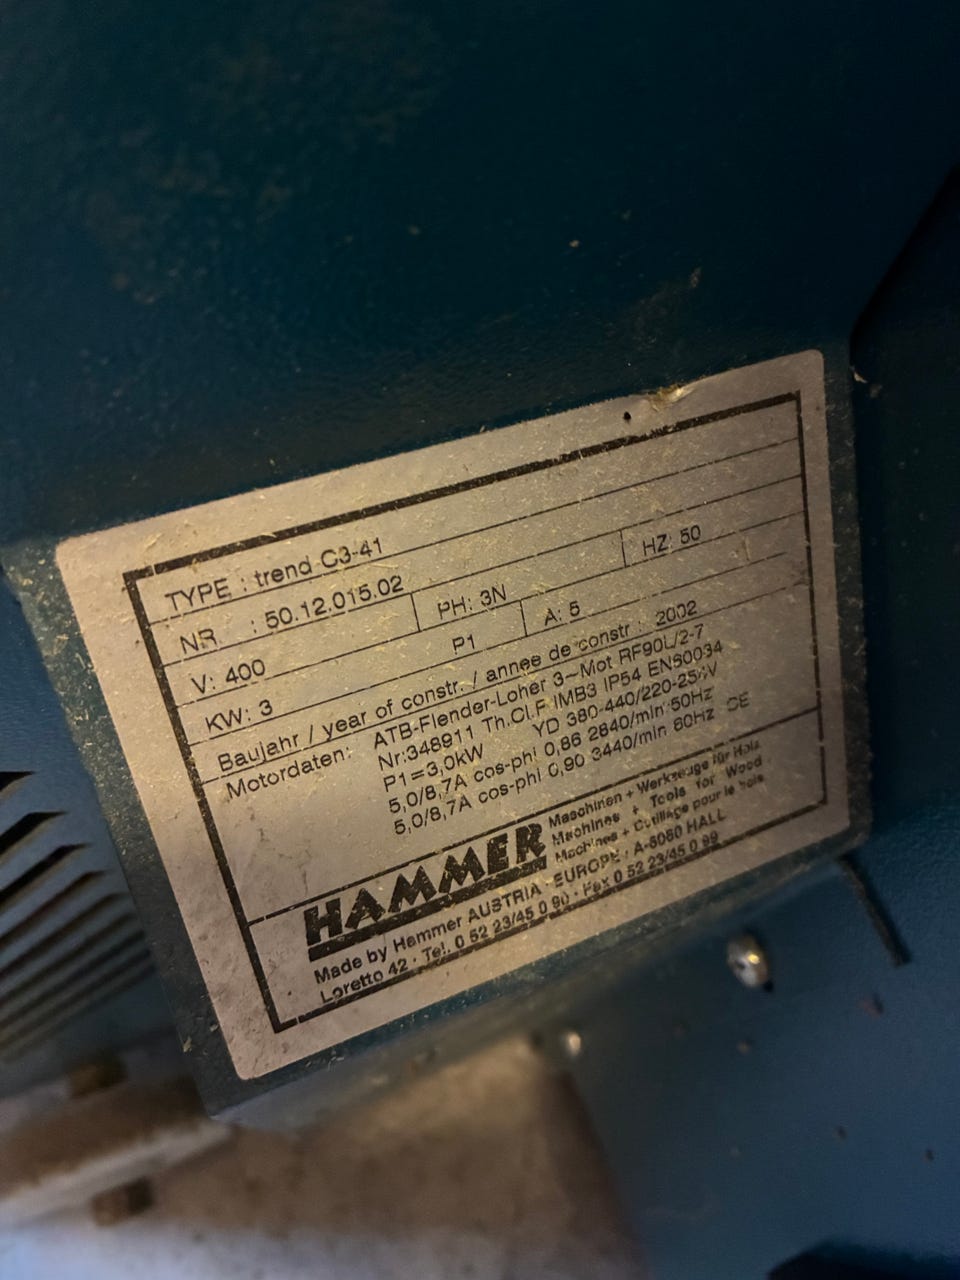 TYPE : trend C3-41
NR. : 50.12.015.02
V: 400 PH: 3N HZ: 50
KW: 3 P1 A: 5
Baujahr / year of constr. / annee de constr : 2002
Motordaten: ATB-Flender-Loher 3~Mot RF90L/2-7
Nr:348911 Th.Cl.F IMB3 IP54 EN60034
P1=3,0kW YD 380-440/220-25
5,0/8,7A cos-phi 0,86 2840/min 50Hz
5,0/8,7A cos-phi 0,90 3440/min 60Hz CE
HAMMER
Maschinen + Werkzeuge für Holz
Machines + Tools for Wood
Machines + Outillage pour le bois
Made by Hammer AUSTRIA · EUROPE · A-6060 HALL
Loretto 42 · Tel. 0 52 23/45 0 90 · Fax 0 52 23/45 0 99